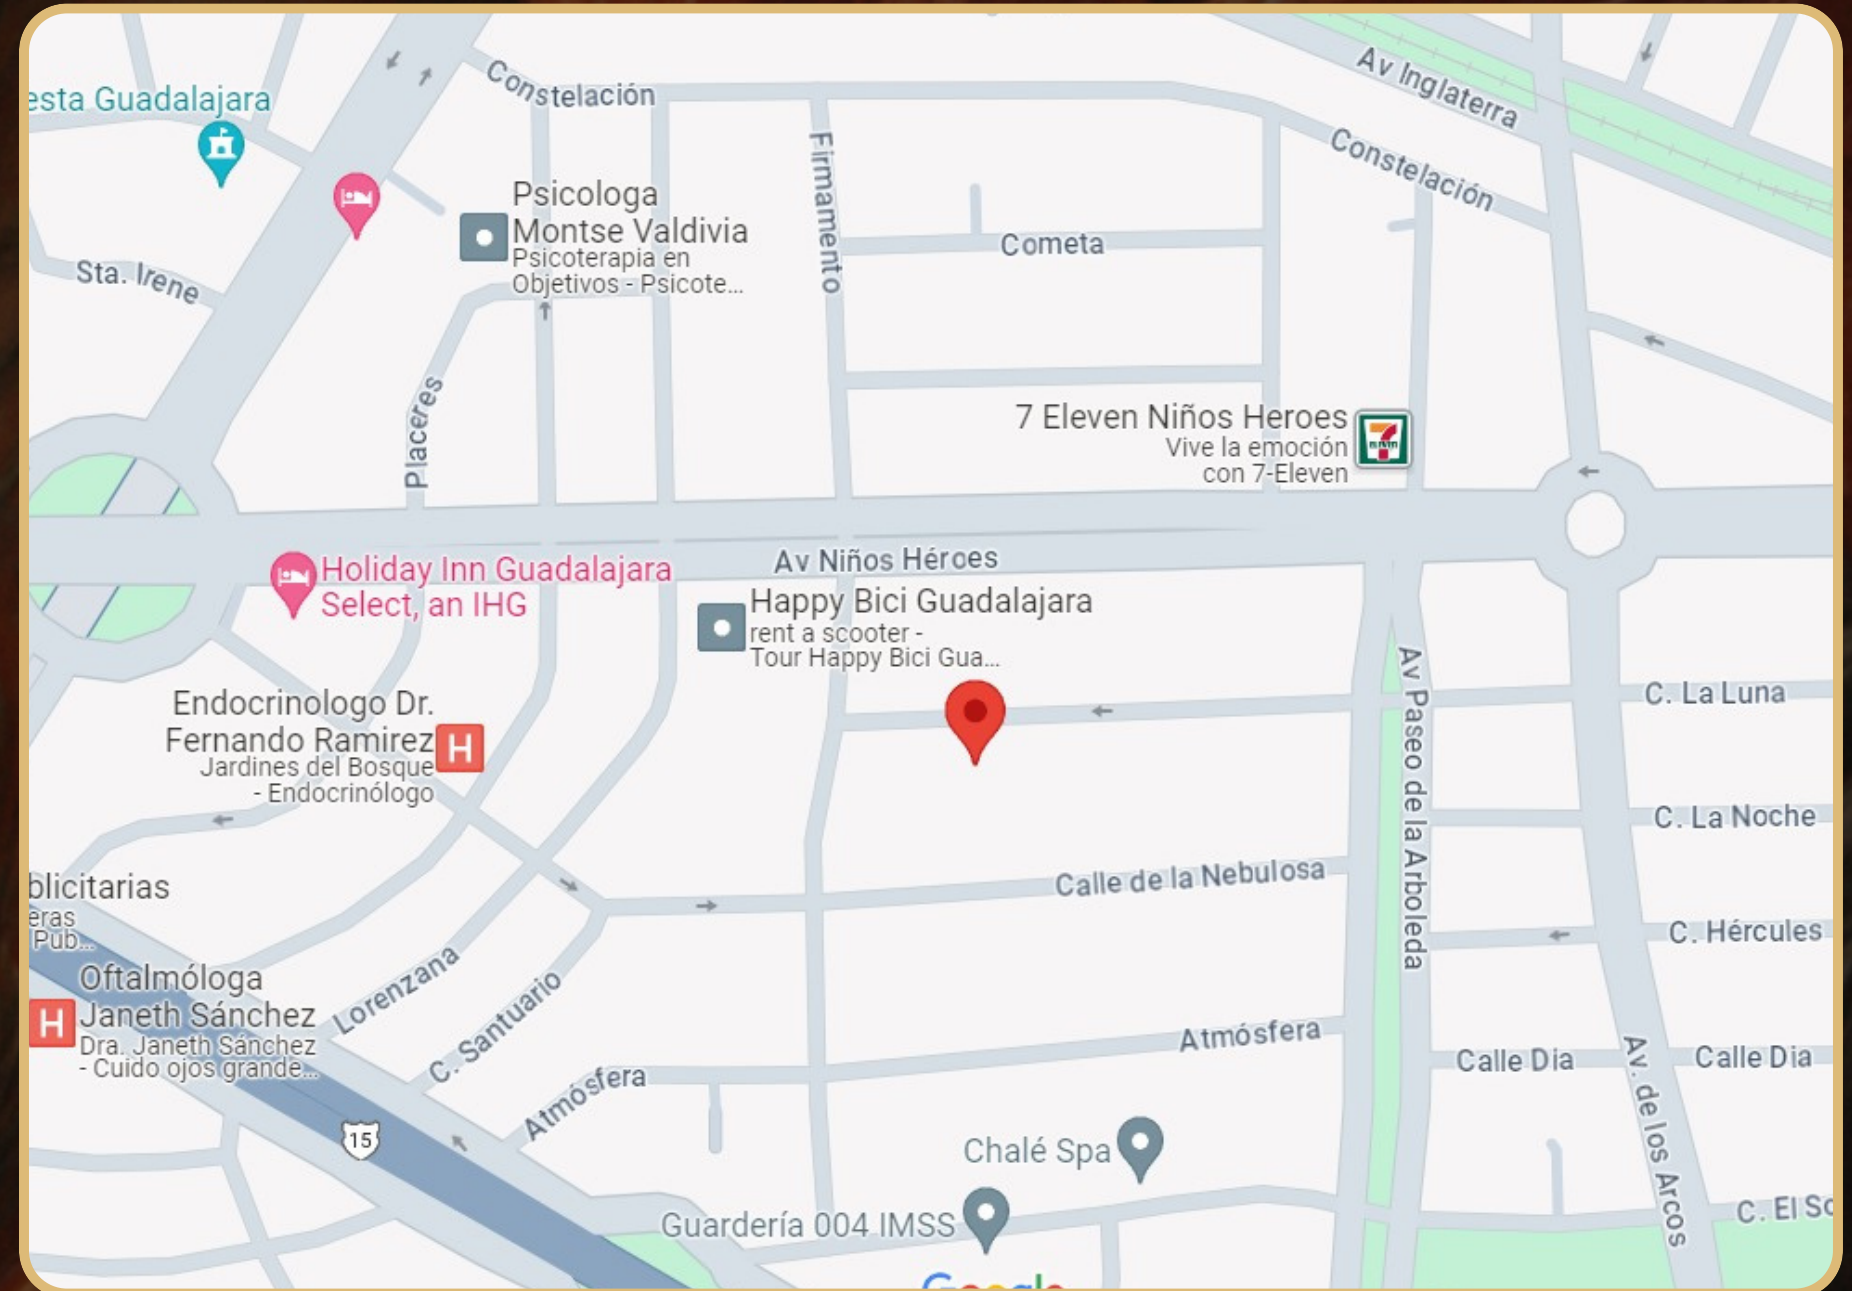 Constelación
Av Inglaterra
esta Guadalajara
Constelación
Firmamento
Psicologa
Montse Valdivia
Psicoterapia en
Objetivos - Psicote...
Cometa
Sta. Irene
Placeres
7 Eleven Niños Heroes
Vive la emoción
con 7-Eleven
Av Niños Héroes
Holiday Inn Guadalajara
Select, an IHG
Happy Bici Guadalajara
rent a scooter -
Tour Happy Bici Gua...
Av Paseo de la Arboleda
C. La Luna
Endocrinologo Dr.
Fernando Ramirez
Jardines del Bosque
- Endocrinólogo
H
C. La Noche
Calle de la Nebulosa
blicitarias
eras
Pub...
C. Hércules
Oftalmóloga
Janeth Sánchez
Dra. Janeth Sánchez
- Cuido ojos grande...
H
Lorenzana
C. Santuario
Atmósfera
Atmósfera
Calle Dia
Calle Dia
Av. de los Arcos
15
Chalé Spa
Guardería 004 IMSS
C. El So
Google